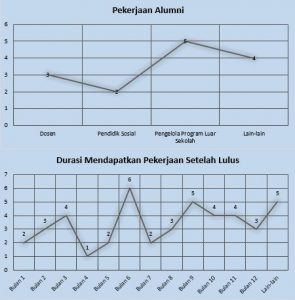 Pekerjaan Alumni
6
5
4
3
2
1
0
3
2
5
4
Dosen
Pendidik Sosial
Pengelola Program Luar
Sekolah
Lain-lain
Durasi Mendapatkan Pekerjaan Setelah Lulus
7
6
5
4
3
2
1
0
2
3
4
1
2
6
2
3
5
4
4
3
5
Bulan 1
Bulan 2
Bulan 3
Bulan 4
Bulan 5
Bulan 6
Bulan 7
Bulan 8
Bulan 9
Bulan 10
Bulan 11
Bulan 12
Lain-lain